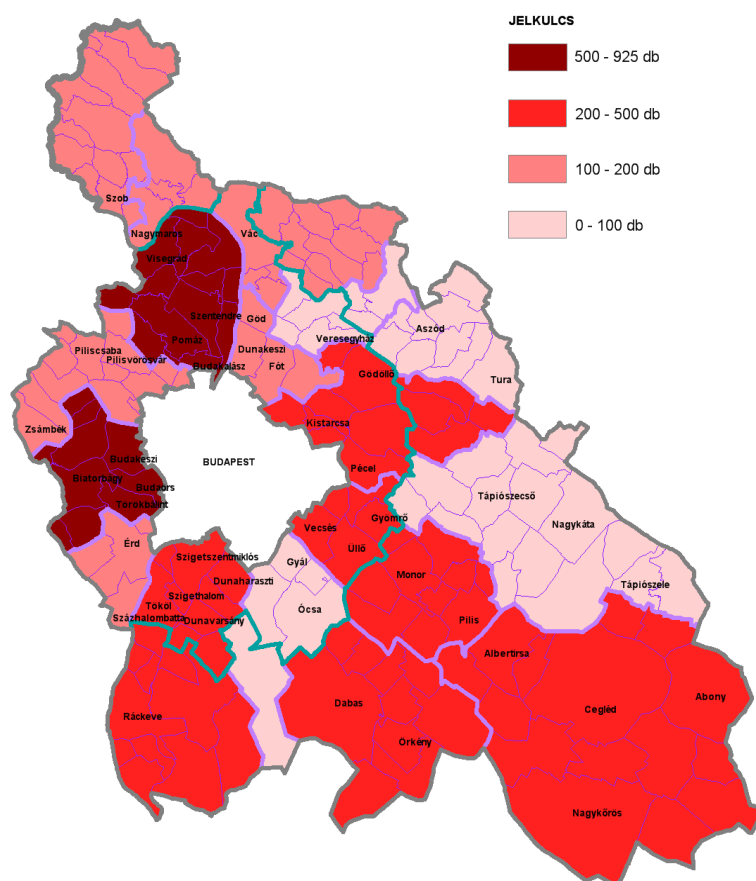 JELKULCS
500 - 925 db
200 - 500 db
100 - 200 db
0 - 100 db
Szob
Nagymaros
Vác
Visegrád
Szentendre
Göd
Aszód
Veresegyház
Pomáz
Piliscsaba
Pilisvörösvár
Dunakeszi
Budakalász
Fót
Gödöllő
Tura
Kistarcsa
Zsámbék
Budakeszi
BUDAPEST
Pécel
Biatorbágy
Budaörs
Törökbálint
Tápiószecső
Gyömrő
Nagykáta
Vecsés
Érd
Üllő
Szigetszentmiklós
Gyál
Dunaharaszti
Monor
Tápiószele
Szigethalom
Tököl
Ócsa
Százhalombatta
Dunavarsány
Pilis
Albertirsa
Abony
Dabas
Cegléd
Ráckeve
Örkény
Nagykőrös